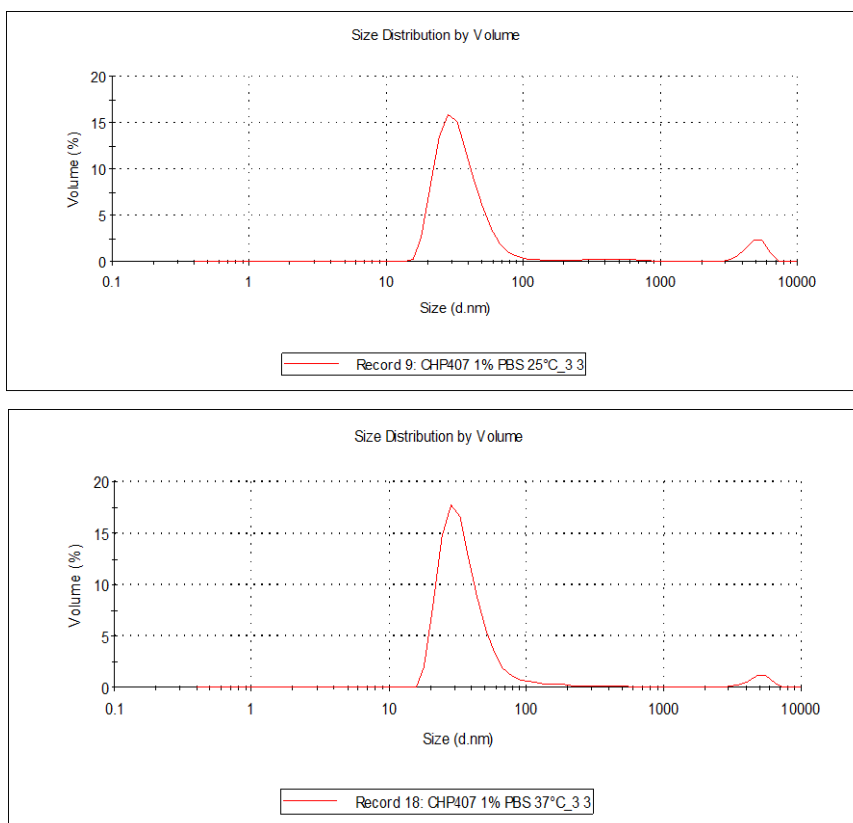 Size Distribution by Volume
20
15
10
5
0
Volume (%)
0.1 1 10 100 1000 10000
Size (d.nm)
Record 9: CHP407 1% PBS 25°C_3 3
Size Distribution by Volume
20
15
10
5
0
Volume (%)
0.1 1 10 100 1000 10000
Size (d.nm)
Record 18: CHP407 1% PBS 37°C_3 3